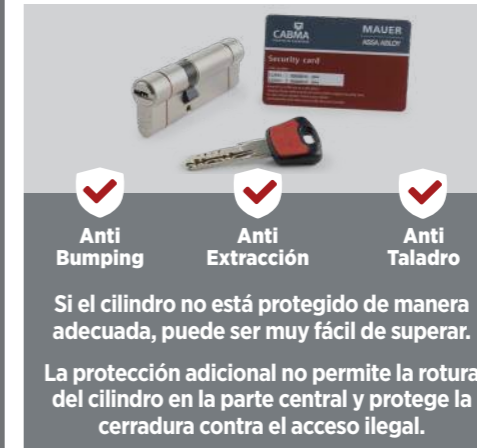 CABMA
MAUER
ASSA ABLOY
Security card
Anti
Bumping
Anti
Extracción
Anti
Taladro
Si el cilindro no está protegido de manera
adecuada, puede ser muy fácil de superar.
La protección adicional no permite la rotura
del cilindro en la parte central y protege la
cerradura contra el acceso ilegal.